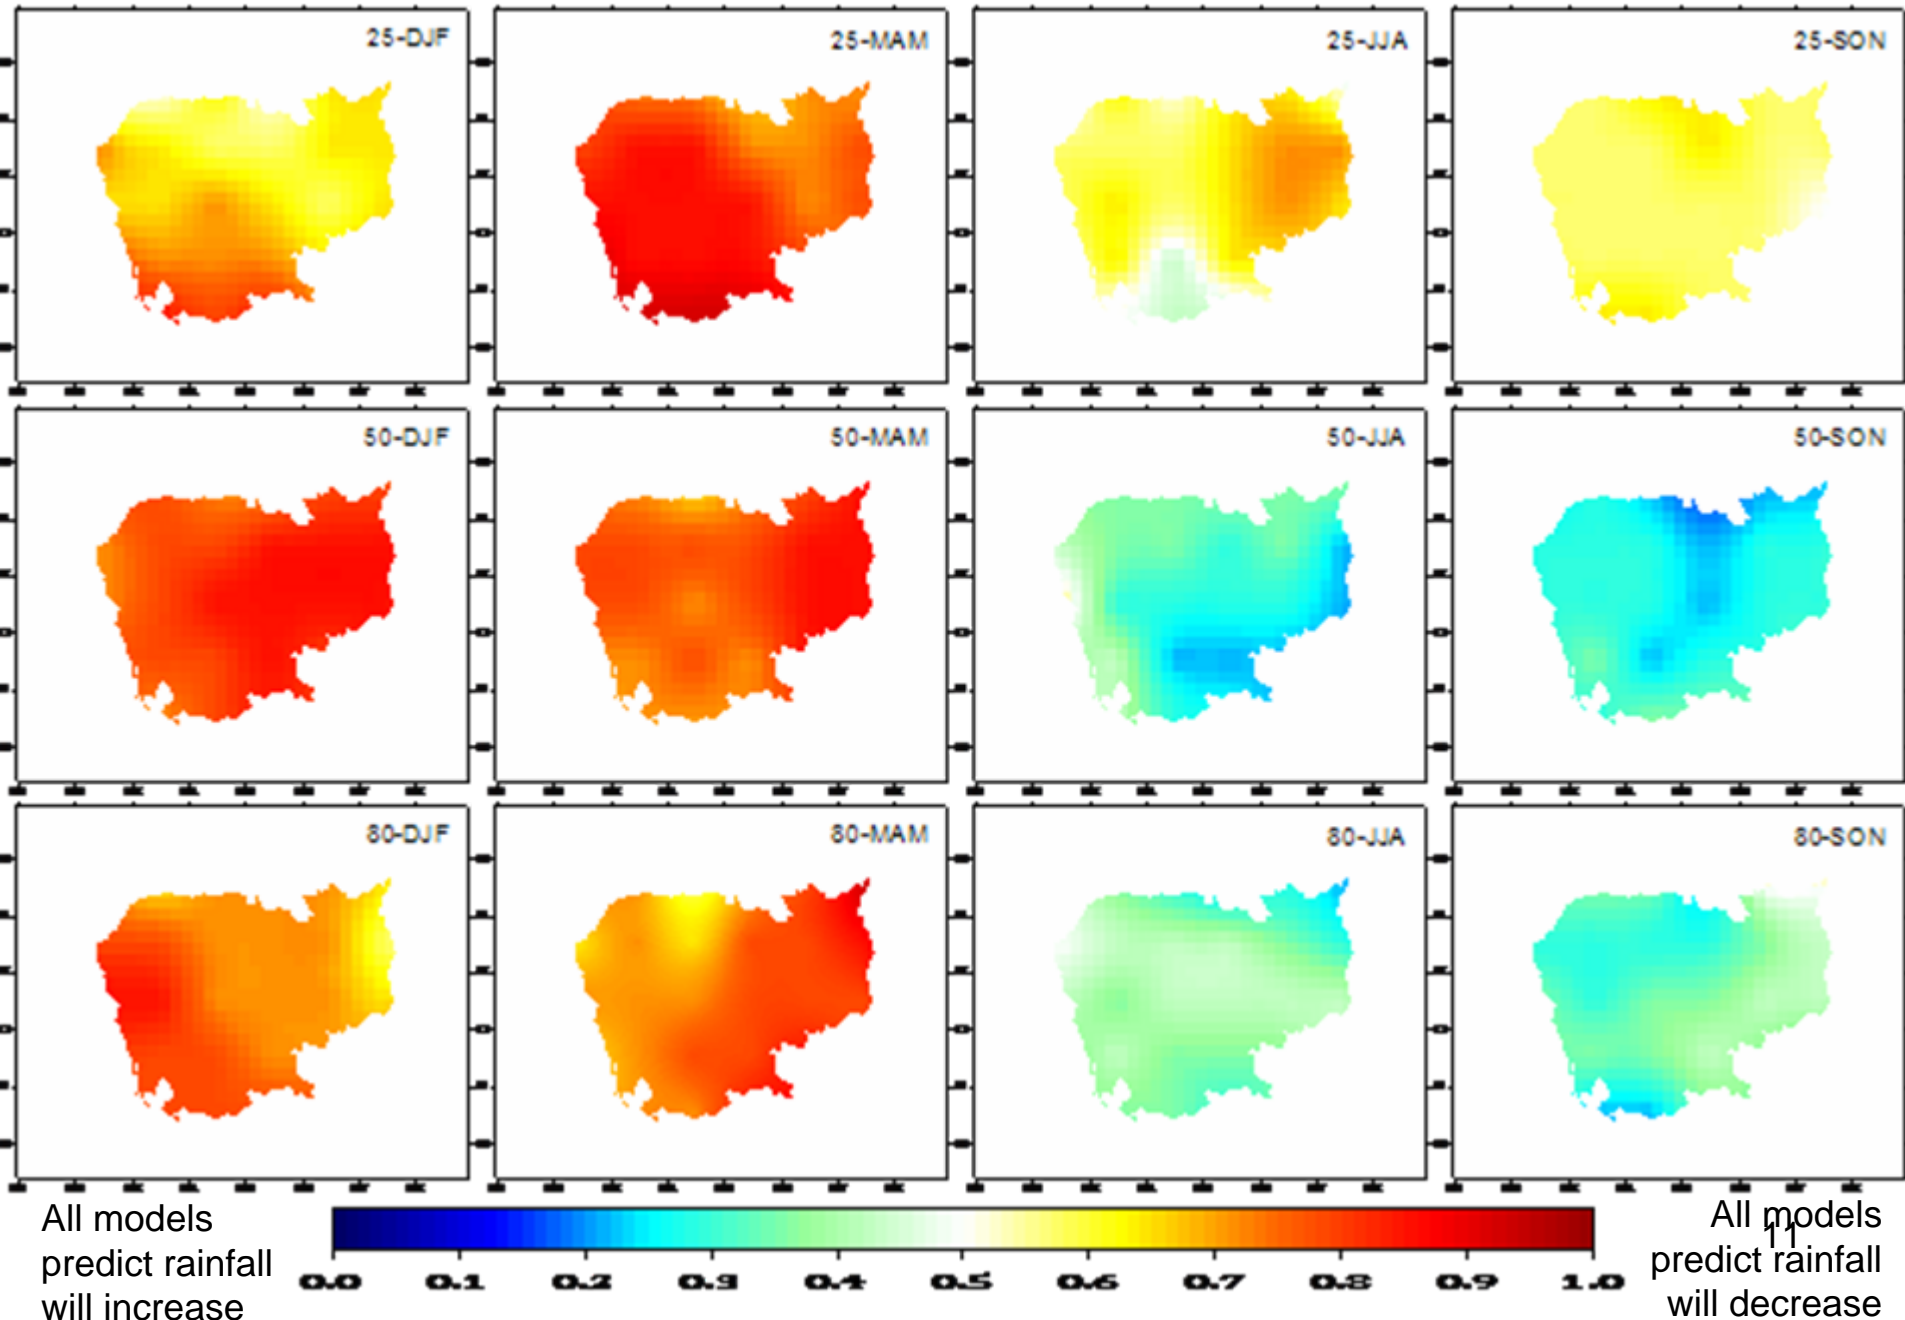 25-DJF
25-MAM
25-JJA
25-SON
50-DJF
50-MAM
50-JJA
50-SON
80-DJF
80-MAM
80-JJA
80-SON
All models
predict rainfall
will increase
0.0 0.1 0.2 0.3 0.4 0.5 0.6 0.7 0.8 0.9 1.0
All models
11
predict rainfall
will decrease